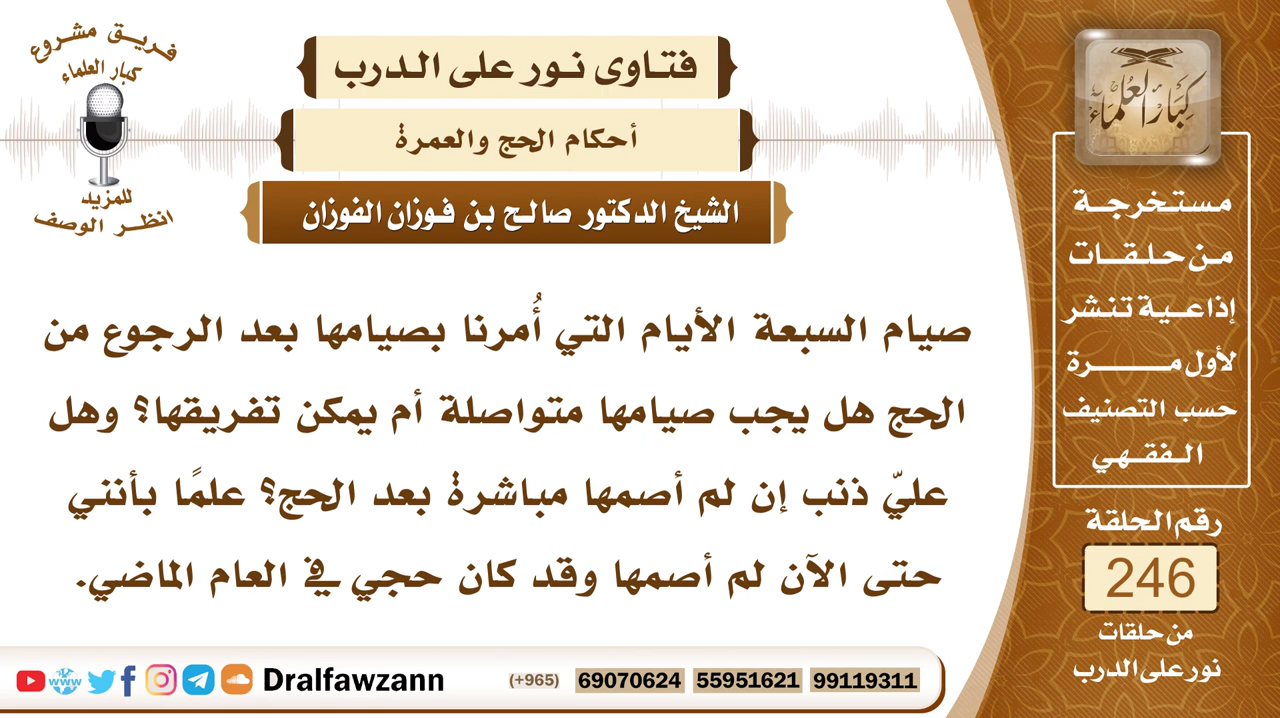 فريق مشروع
كبار العلماء
للمزيد
انظر الوصف
فتاوى نور على الدرب
أحكام الحج والعمرة
الشيخ الدكتور صالح بن فوزان الفوزان
صيام السبعة الأيام التي أُمرنا بصيامها بعد الرجوع من
الحج هل يجب صيامها متواصلة أم يمكن تفريقها؟ وهل
عليّ ذنب إن لم أصمها مباشرة بعد الحج؟ علمًا بأنني
حتى الآن لم أصمها وقد كان حجي في العام الماضي.
كبار العلماء
مستخرجة
من حلقات
إذاعية تنشر
لأول مرة
حسب التصنيف
الفقهي
رقم الحلقة
246
من حلقات
نور على الدرب
www
Dralfawzann (+965) 69070624 55951621 99119311